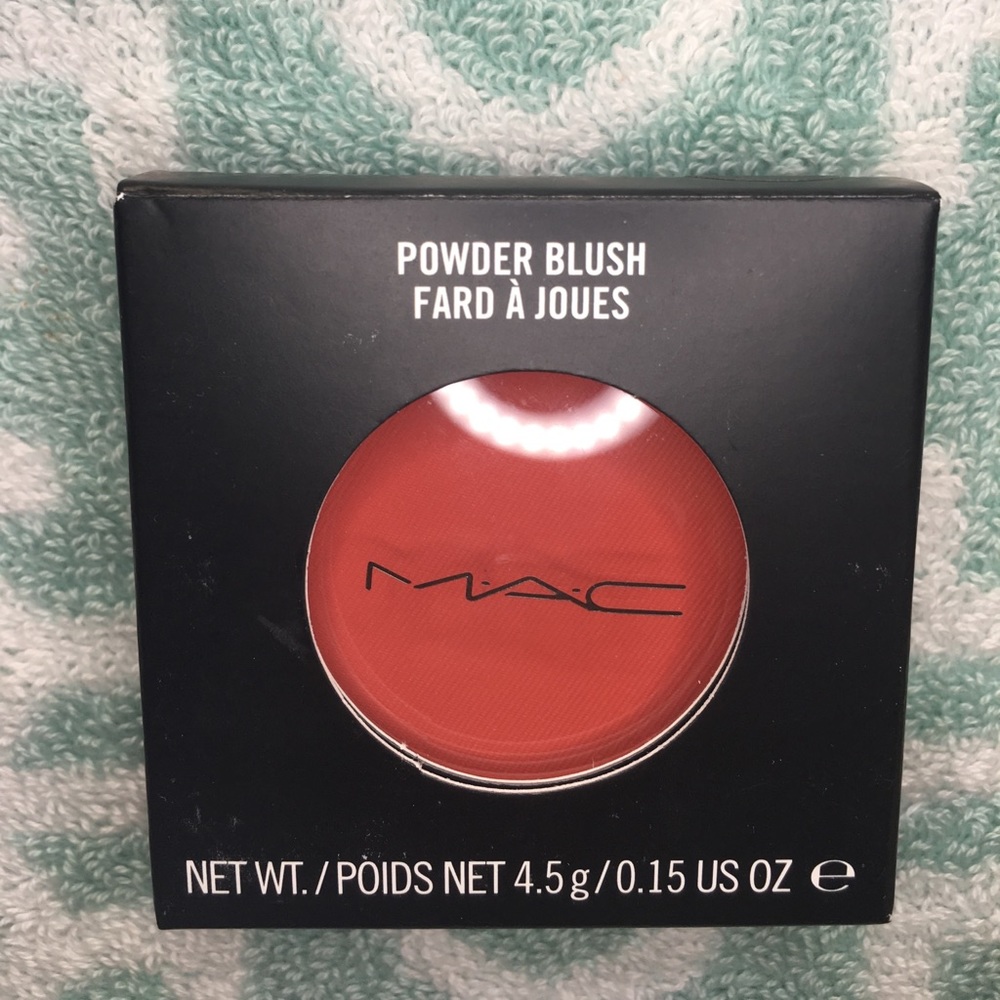 POWDER BLUSH
FARD À JOUES
M·A·C
NET WT. / POIDS NET 4.5 g / 0.15 US OZ ℮